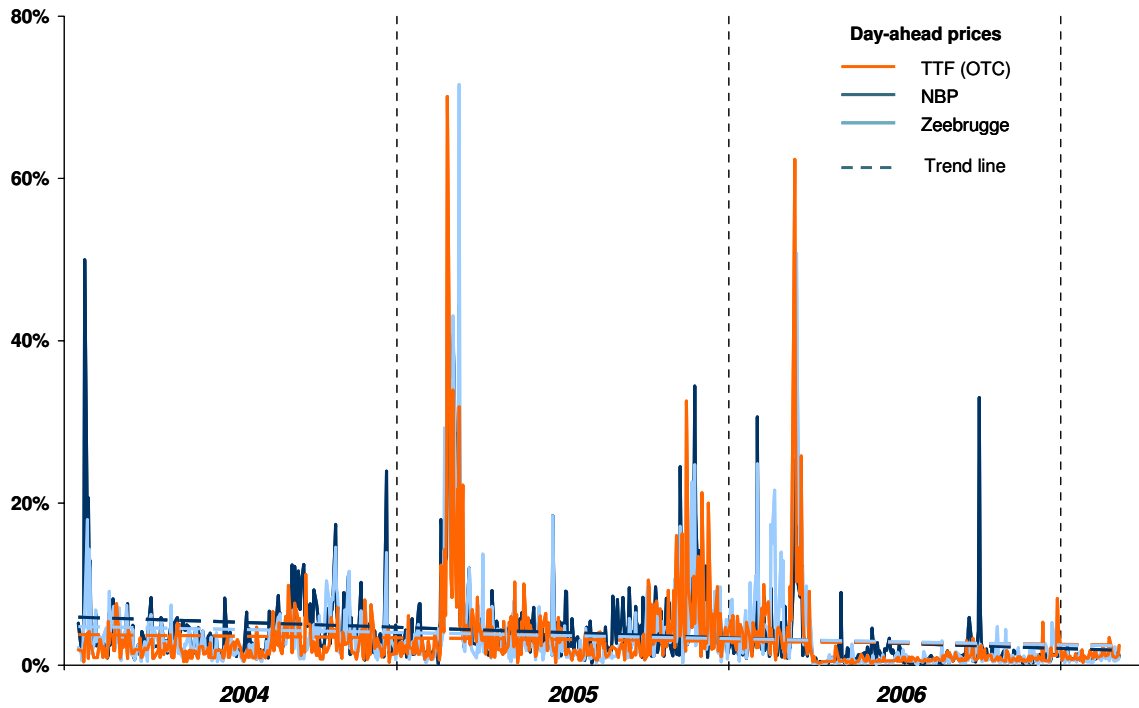 80%
60%
40%
20%
0%
Day-ahead prices
TTF (OTC)
NBP
Zeebrugge
Trend line
2004
2005
2006